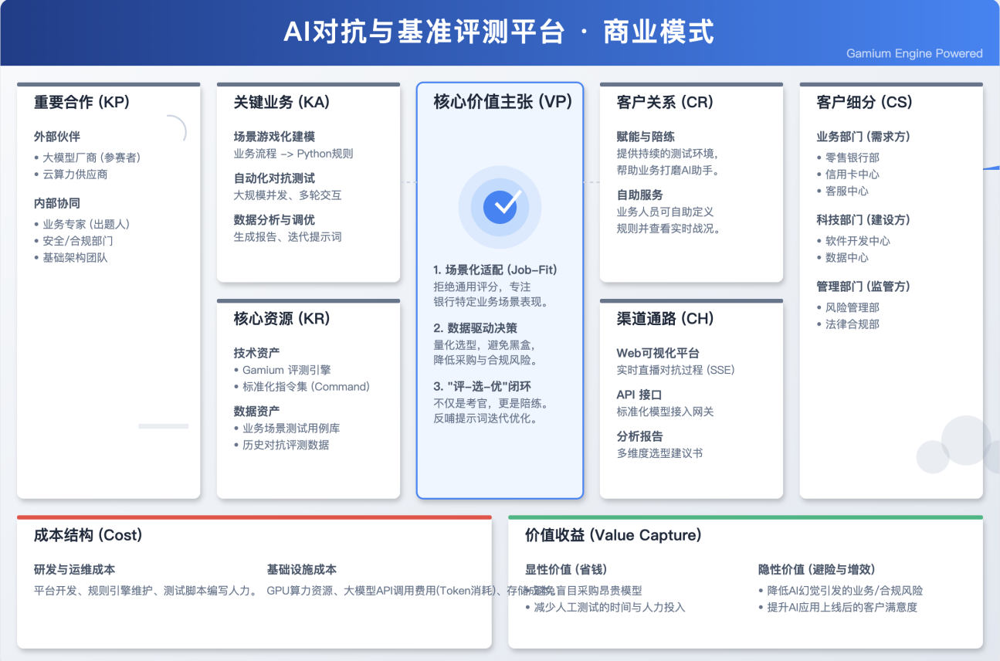 AI对抗与基准评测平台 · 商业模式
Gamium Engine Powered
重要合作 (KP)
外部伙伴
• 大模型厂商 (参赛者)
• 云算力供应商
内部协同
• 业务专家 (出题人)
• 安全/合规部门
• 基础架构团队
关键业务 (KA)
场景游戏化建模
业务流程 -> Python规则
自动化对抗测试
大规模并发、多轮交互
数据分析与调优
生成报告、迭代提示词
核心资源 (KR)
技术资产
• Gamium 评测引擎
• 标准化指令集 (Command)
数据资产
• 业务场景测试用例库
• 历史对抗评测数据
核心价值主张 (VP)
1. 场景化适配 (Job-Fit)
拒绝通用评分，专注
银行特定业务场景表现。
2. 数据驱动决策
量化选型，避免黑盒，
降低采购与合规风险。
3. "评-选-优"闭环
不仅是考官，更是陪练。
反哺提示词迭代优化。
客户关系 (CR)
赋能与陪练
提供持续的测试环境，
帮助业务打磨AI助手。
自助服务
业务人员可自助定义
规则并查看实时战况。
渠道通路 (CH)
Web可视化平台
实时直播对抗过程 (SSE)
API 接口
标准化模型接入网关
分析报告
多维度选型建议书
客户细分 (CS)
业务部门 (需求方)
• 零售银行部
• 信用卡中心
• 客服中心
科技部门 (建设方)
• 软件开发中心
• 数据中心
管理部门 (监管方)
• 风险管理部
• 法律合规部
成本结构 (Cost)
研发与运维成本
平台开发、规则引擎维护、测试脚本编写人力。
基础设施成本
GPU算力资源、大模型API调用费用(Token消耗)、存储成本。
价值收益 (Value Capture)
显性价值 (省钱)
• 避免盲目采购昂贵模型
• 减少人工测试的时间与人力投入
隐性价值 (避险与增效)
• 降低AI幻觉引发的业务/合规风险
• 提升AI应用上线后的客户满意度